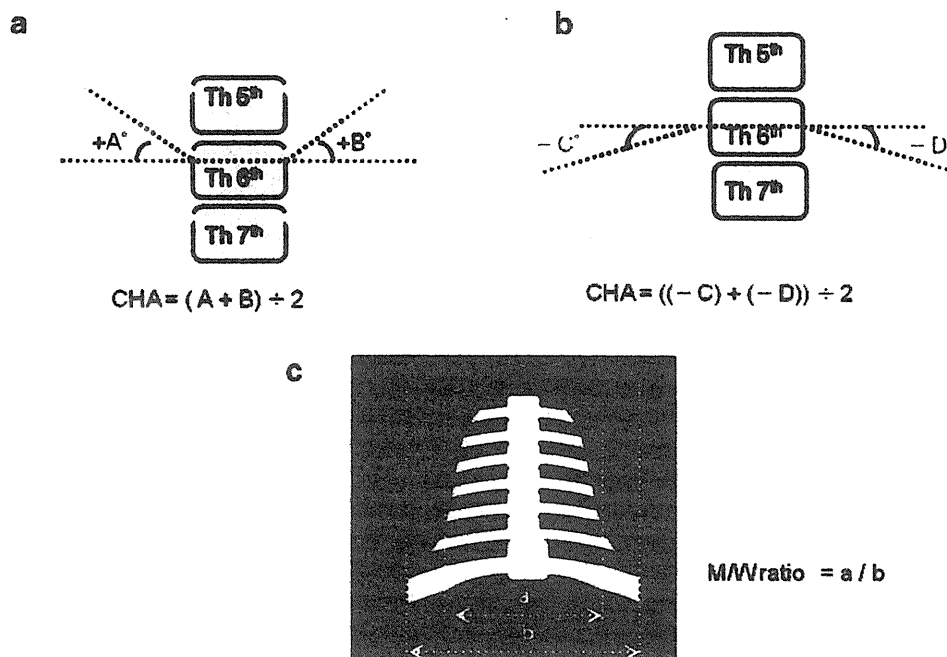 a
Th 5th
+A°
+B°
Th 6th
Th 7th
CHA = (A + B) ÷ 2
b
Th 5th
– C°
Th 6th
– D
Th 7th
CHA = ((– C) + (– D)) ÷ 2
c
a
b
M/W ratio = a / b